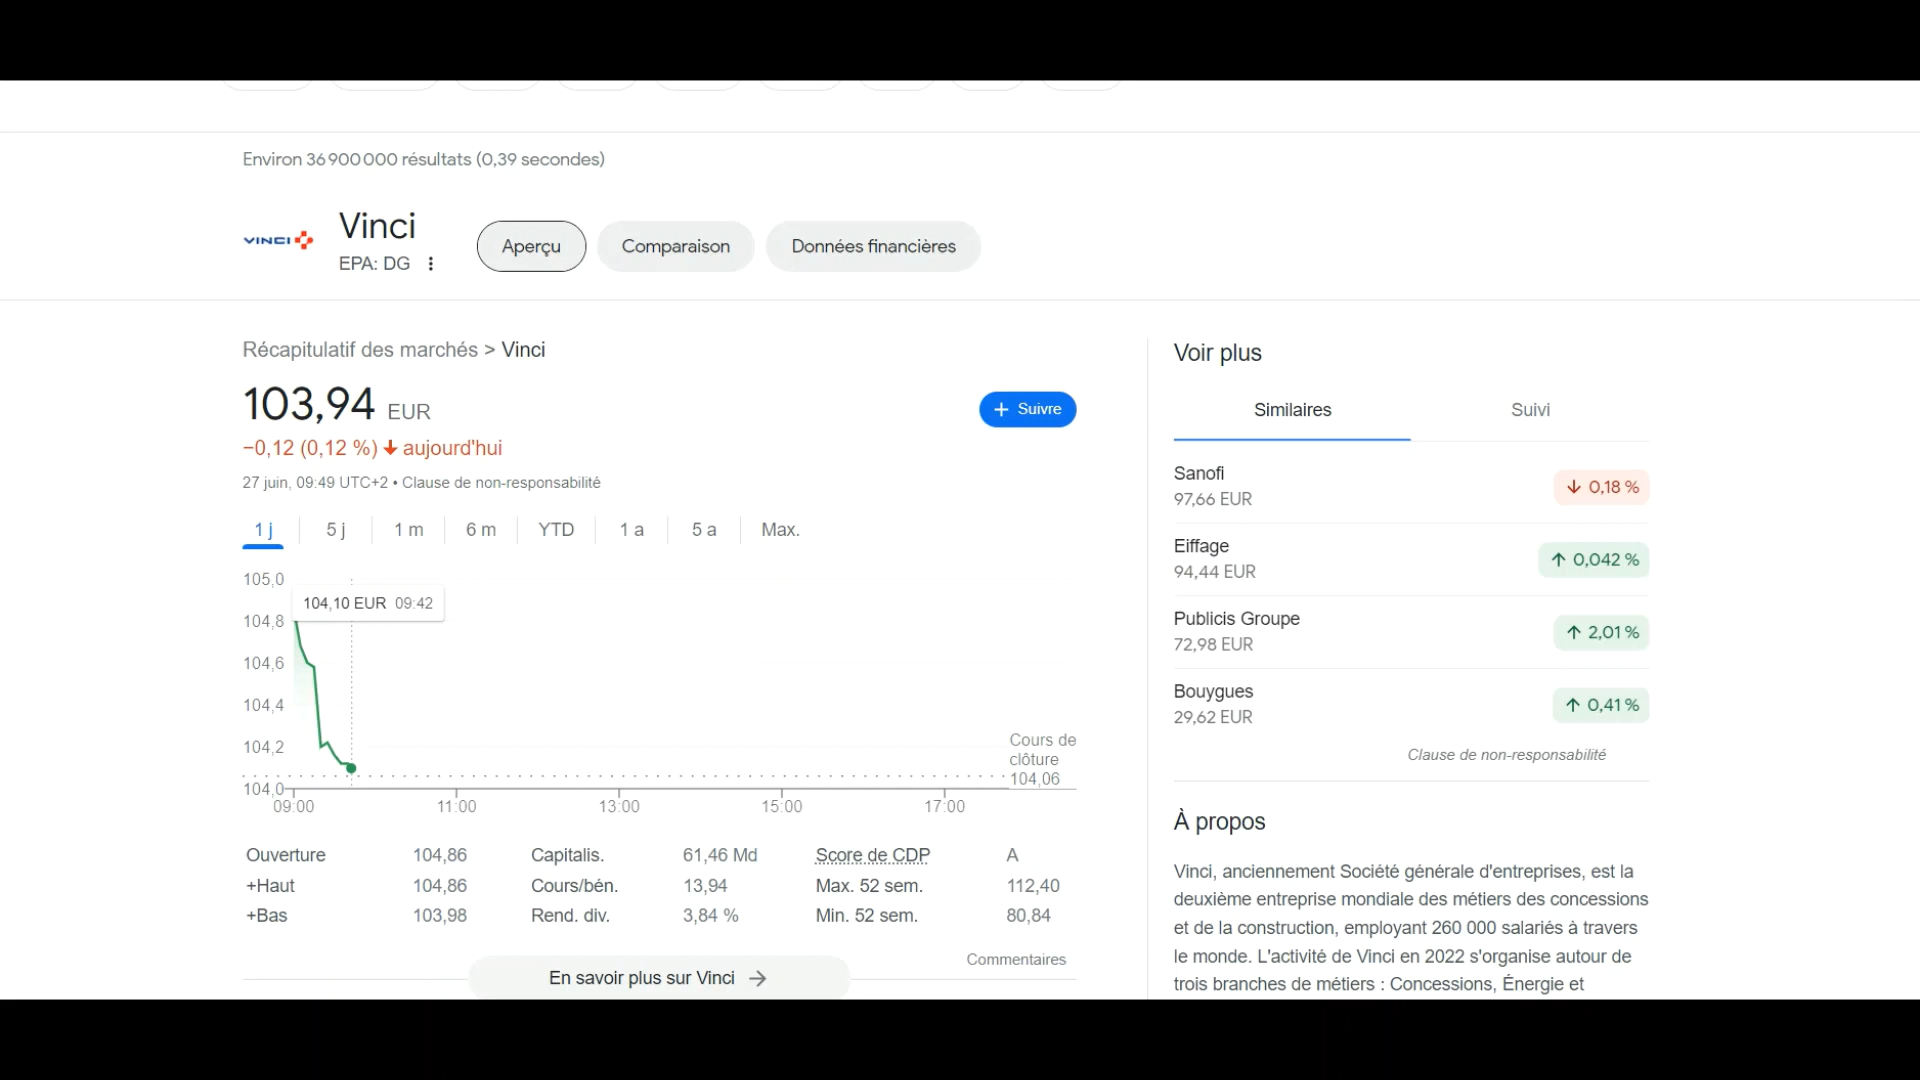 Environ 36 900 000 résultats (0,39 secondes)
VINCI
Vinci
EPA: DG
Aperçu
Comparaison
Données financières
Récapitulatif des marchés > Vinci
103,94 EUR
+ Suivre
−0,12 (0,12 %) ↓ aujourd'hui
27 juin, 09:49 UTC+2 • Clause de non-responsabilité
1 j
5 j
1 m
6 m
YTD
1 a
5 a
Max.
105,0
104,10 EUR 09:42
104,8
104,6
104,4
104,2
104,0
Cours de
clôture
104,06
09:00
11:00
13:00
15:00
17:00
Ouverture 104,86 Capitalis. 61,46 Md Score de CDP A
+Haut 104,86 Cours/bén. 13,94 Max. 52 sem. 112,40
+Bas 103,98 Rend. div. 3,84 % Min. 52 sem. 80,84
Commentaires
En savoir plus sur Vinci →
Voir plus
Similaires
Suivi
Sanofi
97,66 EUR
↓ 0,18 %
Eiffage
94,44 EUR
↑ 0,042 %
Publicis Groupe
72,98 EUR
↑ 2,01 %
Bouygues
29,62 EUR
↑ 0,41 %
Clause de non-responsabilité
À propos
Vinci, anciennement Société générale d'entreprises, est la
deuxième entreprise mondiale des métiers des concessions
et de la construction, employant 260 000 salariés à travers
le monde. L'activité de Vinci en 2022 s'organise autour de
trois branches de métiers : Concessions, Énergie et